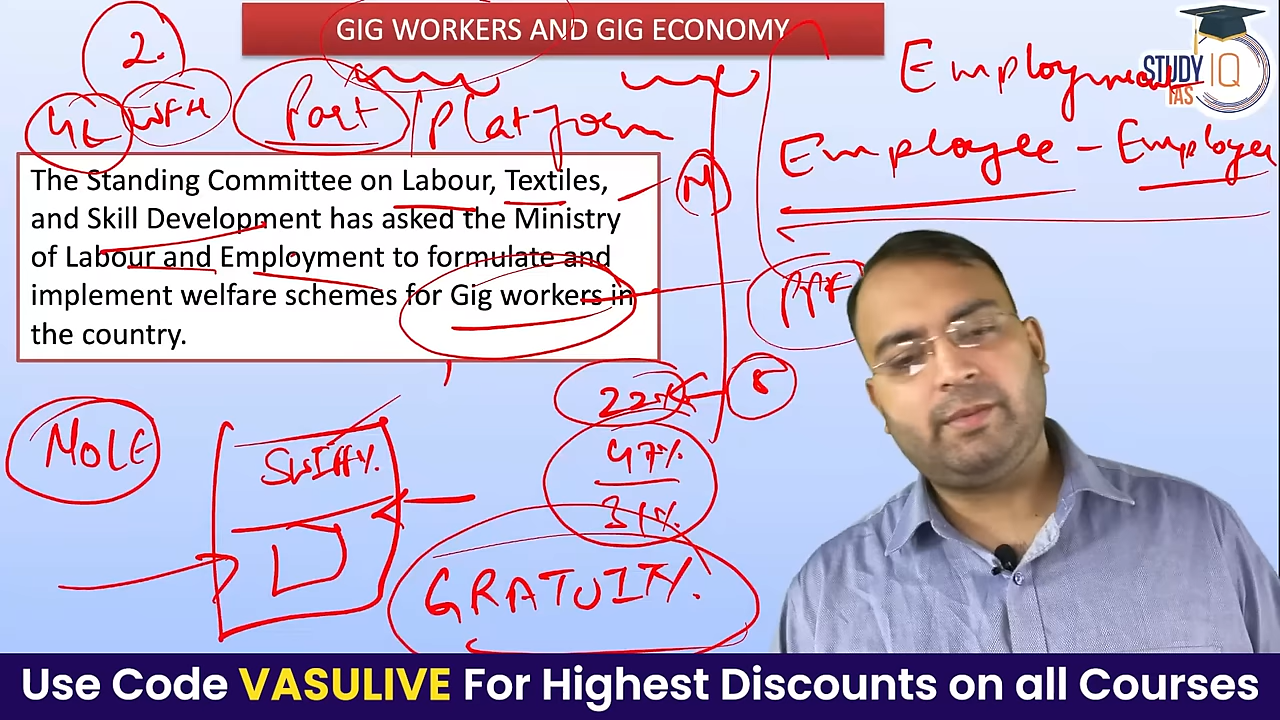 GIG WORKERS AND GIG ECONOMY
STUDY IQ
IAS
2.
WFH
Part
Platform
Employment
Employee - Employer
The Standing Committee on Labour, Textiles,
and Skill Development has asked the Ministry
of Labour and Employment to formulate and
implement welfare schemes for Gig workers in
the country.
M
MOLE
47%
31%
GRATUITY.
Use Code VASULIVE For Highest Discounts on all Courses